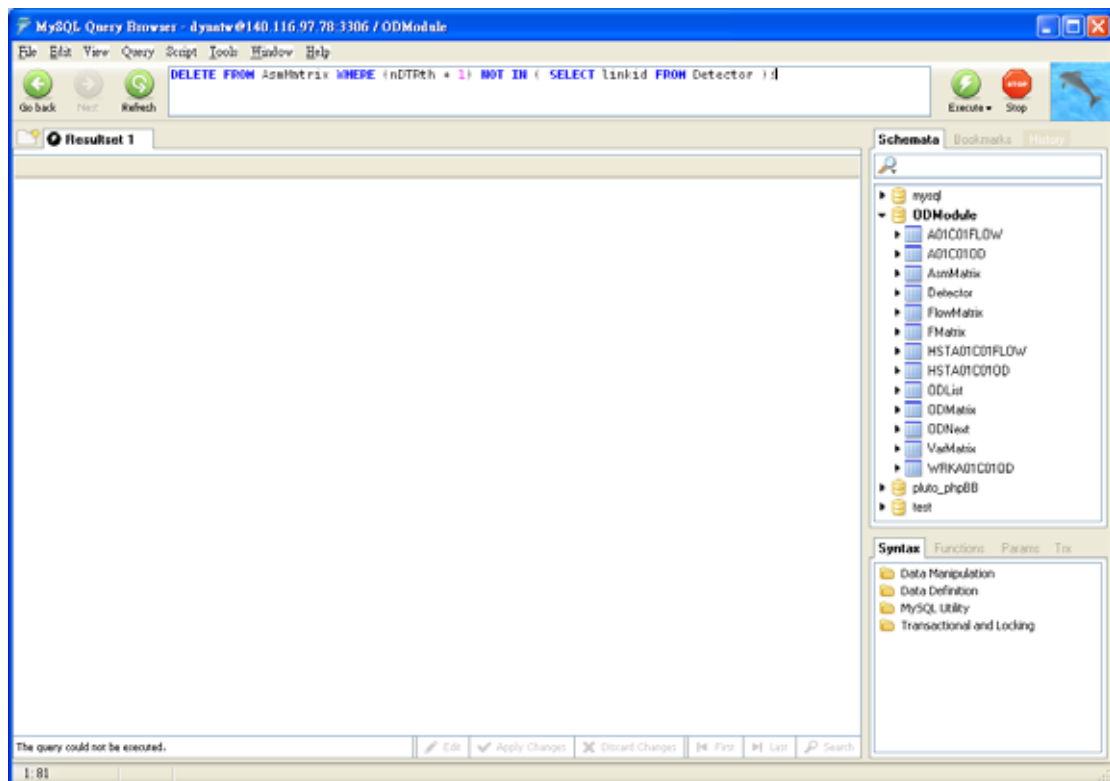 MySQL Query Browser - dynatw@140.116.97.78:3306 / ODModule
File Edit View Query Script Tools Window Help
DELETE FROM AsmMatrix WHERE (nDTRth + 1) NOT IN ( SELECT linkid FROM Detector );
Go back Next Refresh Execute Stop
Resultset 1
Schemata Bookmarks History
mysql
ODModule
A01C01FLOW
A01C01OD
AsmMatrix
Detector
FlowMatrix
FMatrix
HSTA01C01FLOW
HSTA01C01OD
ODList
ODMatrix
ODNext
VarMatrix
WRKA01C01OD
pluto_phpBB
test
Syntax Functions Params Trx
Data Manipulation
Data Definition
MySQL Utility
Transactional and Locking
The query could not be executed.
Edit Apply Changes Discard Changes First Last Search
1: 81